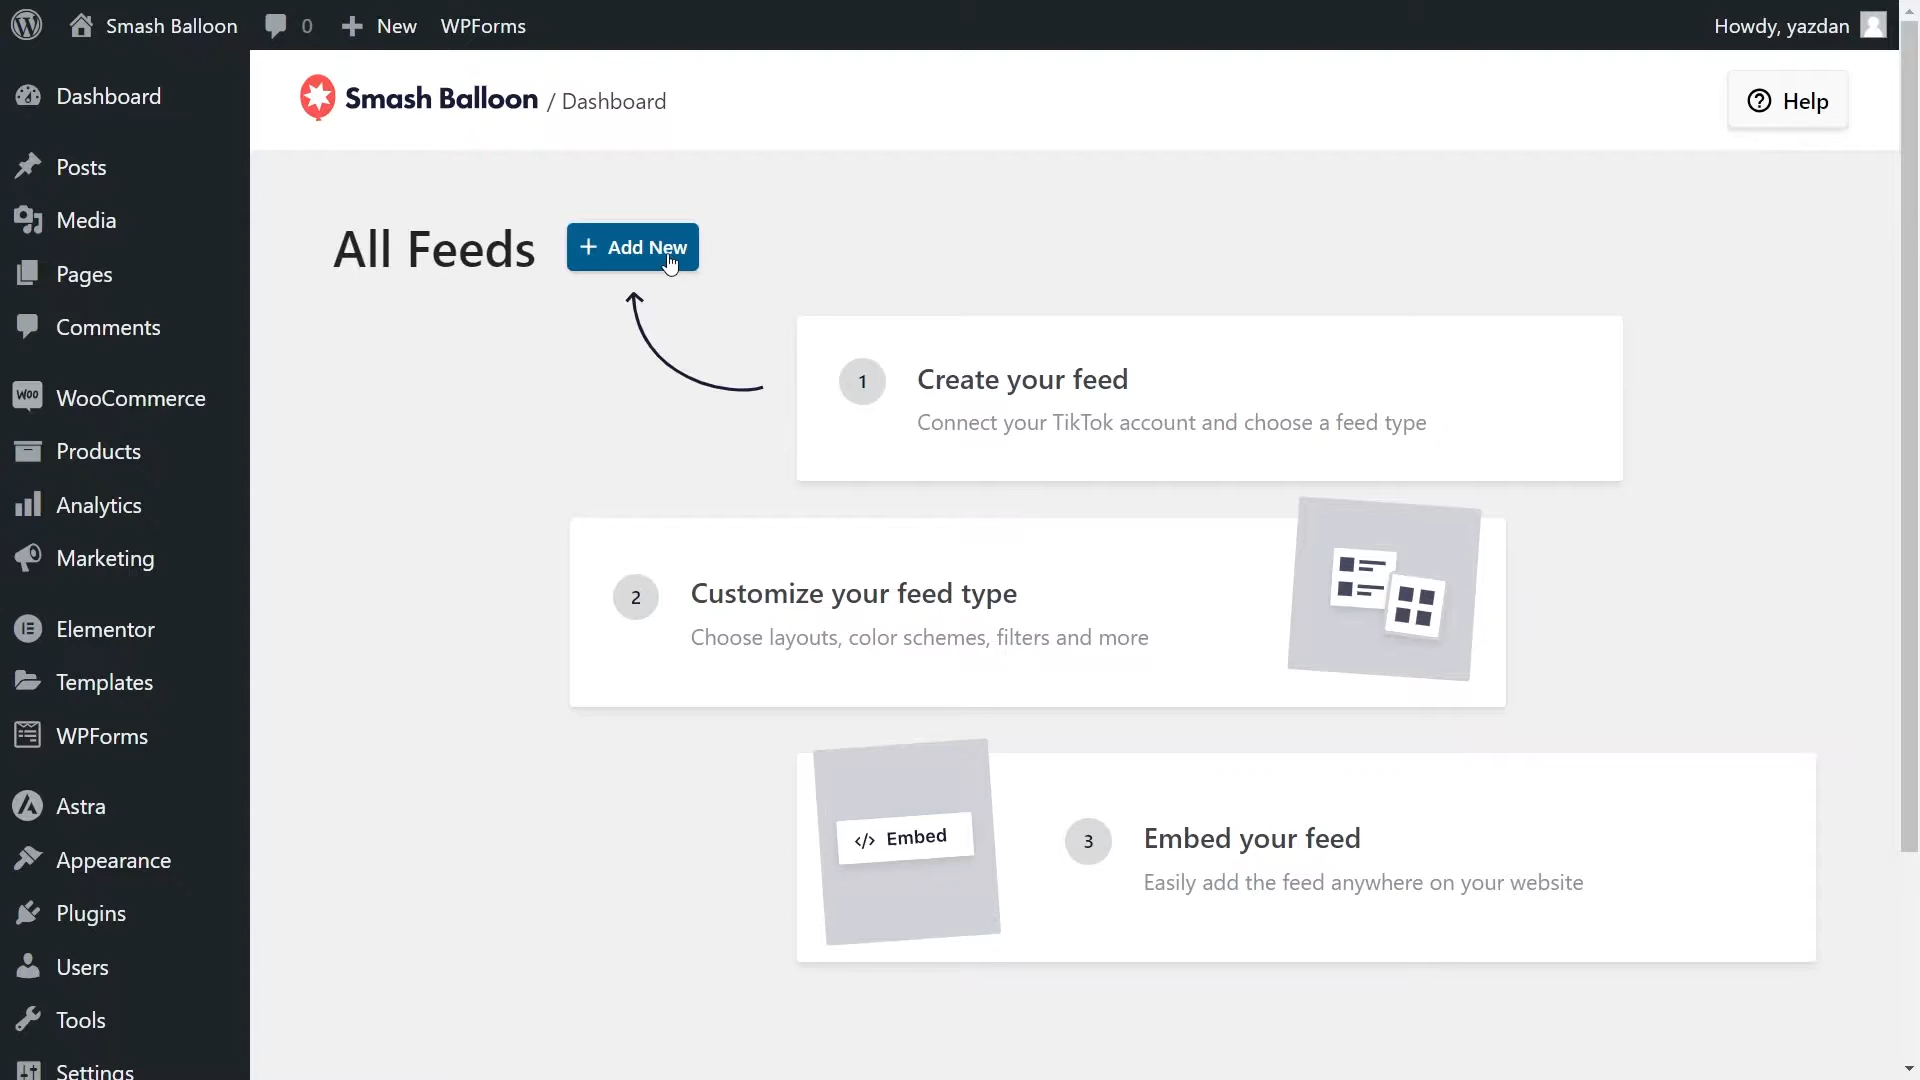 Smash Balloon
0
New
WPForms
Howdy, yazdan
Dashboard
Posts
Media
Pages
Comments
WooCommerce
Products
Analytics
Marketing
Elementor
Templates
WPForms
Astra
Appearance
Plugins
Users
Tools
Settings
Smash Balloon / Dashboard
Help
All Feeds
+ Add New
1
Create your feed
Connect your TikTok account and choose a feed type
2
Customize your feed type
Choose layouts, color schemes, filters and more
</> Embed
3
Embed your feed
Easily add the feed anywhere on your website